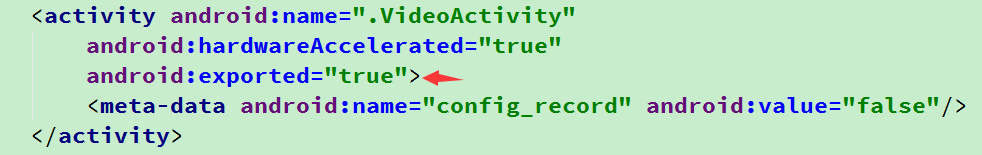 <activity android:name=".VideoActivity"
android:hardwareAccelerated="true"
android:exported="true">
<meta-data android:name="config_record" android:value="false"/>
</activity>